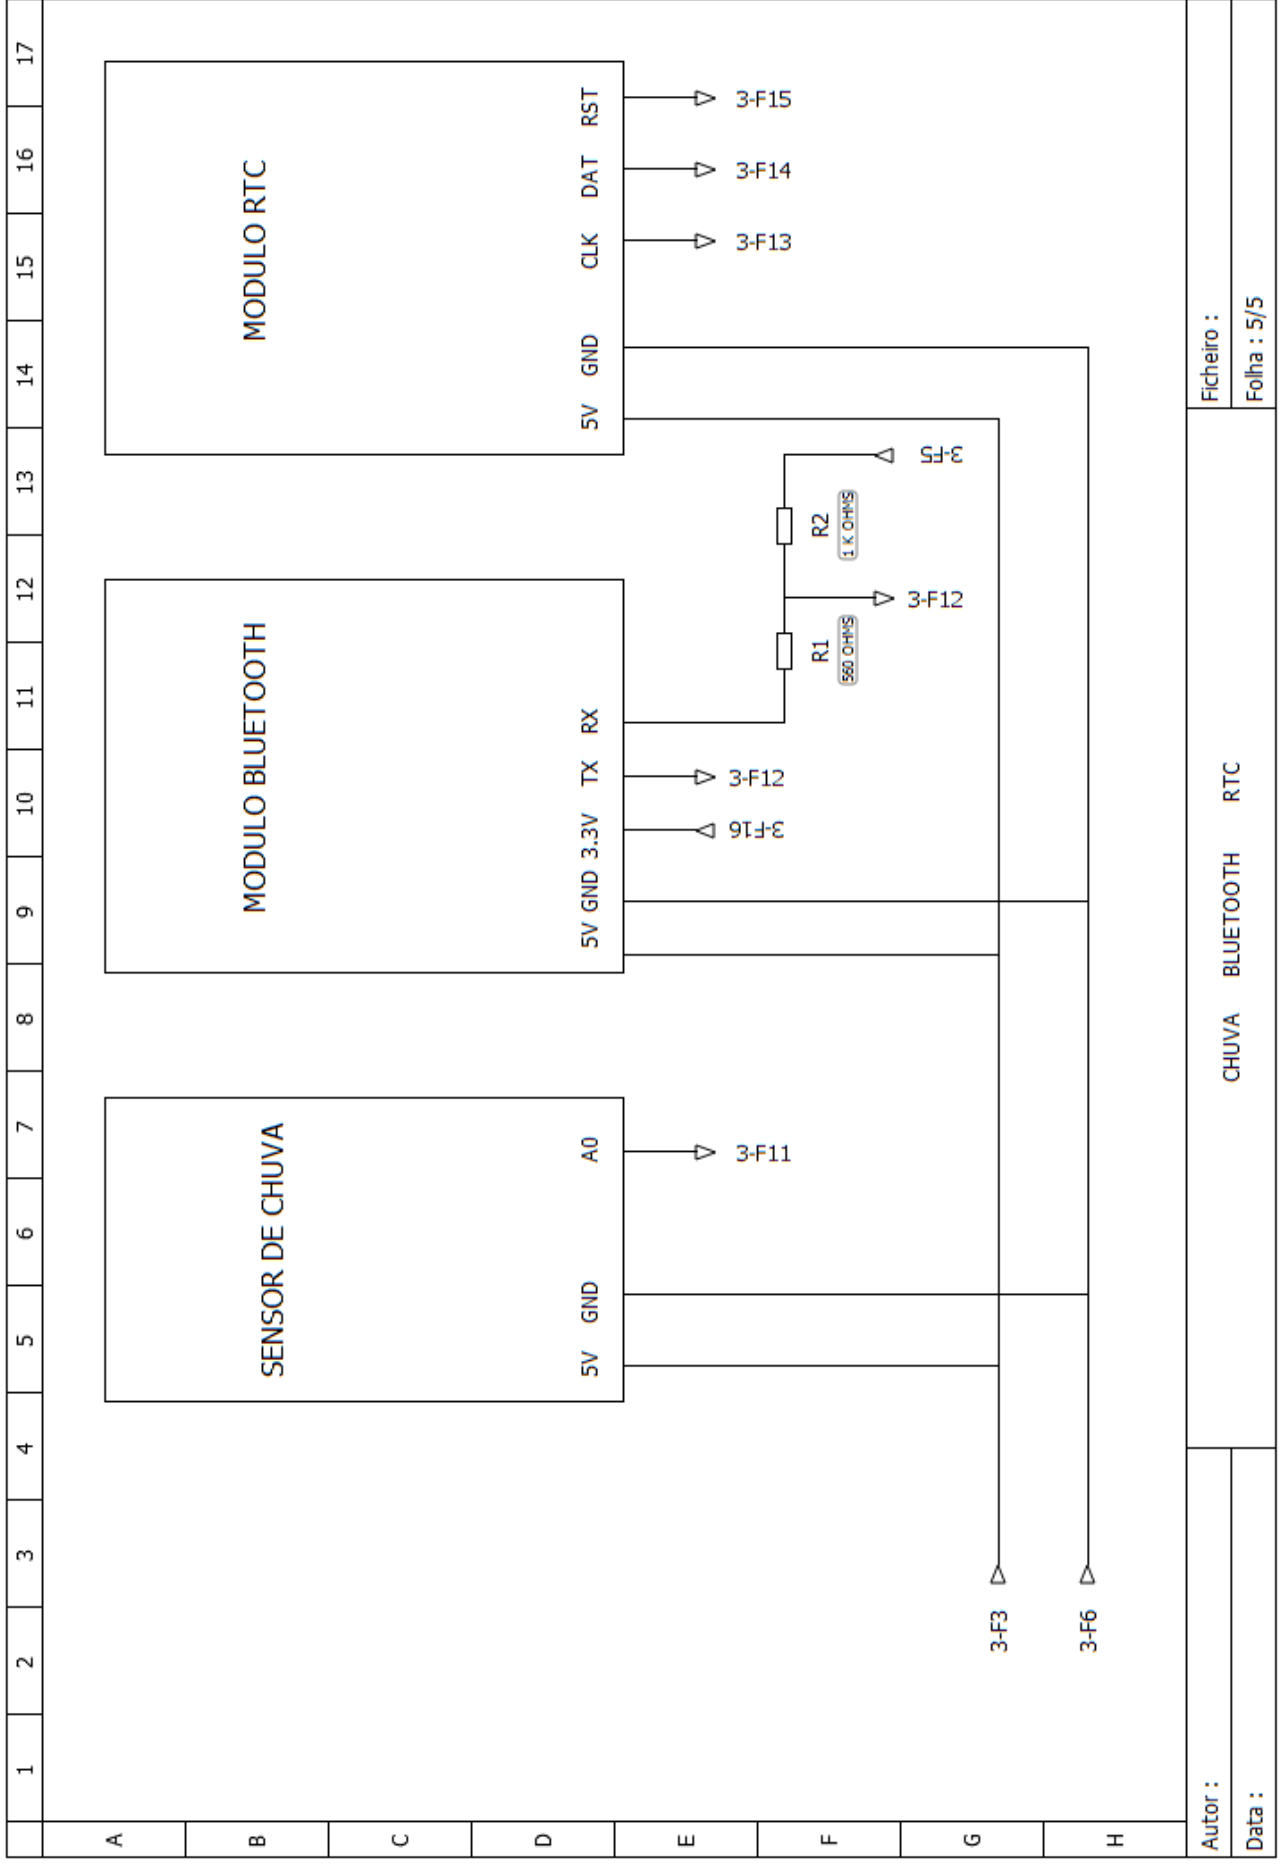 1 2 3 4 5 6 7 8 9 10 11 12 13 14 15 16 17
A
B
C
D
E
F
G
H
SENSOR DE CHUVA
5V GND A0
3-F11
MODULO BLUETOOTH
5V GND 3.3V TX RX
3-F16
3-F12
MODULO RTC
5V GND CLK DAT RST
3-F13
3-F14
3-F15
R1
560 OHMS
R2
1 K OHMS
3-F12
3-F5
3-F3
3-F6
Autor :
Data :
CHUVA BLUETOOTH RTC
Ficheiro :
Folha : 5/5